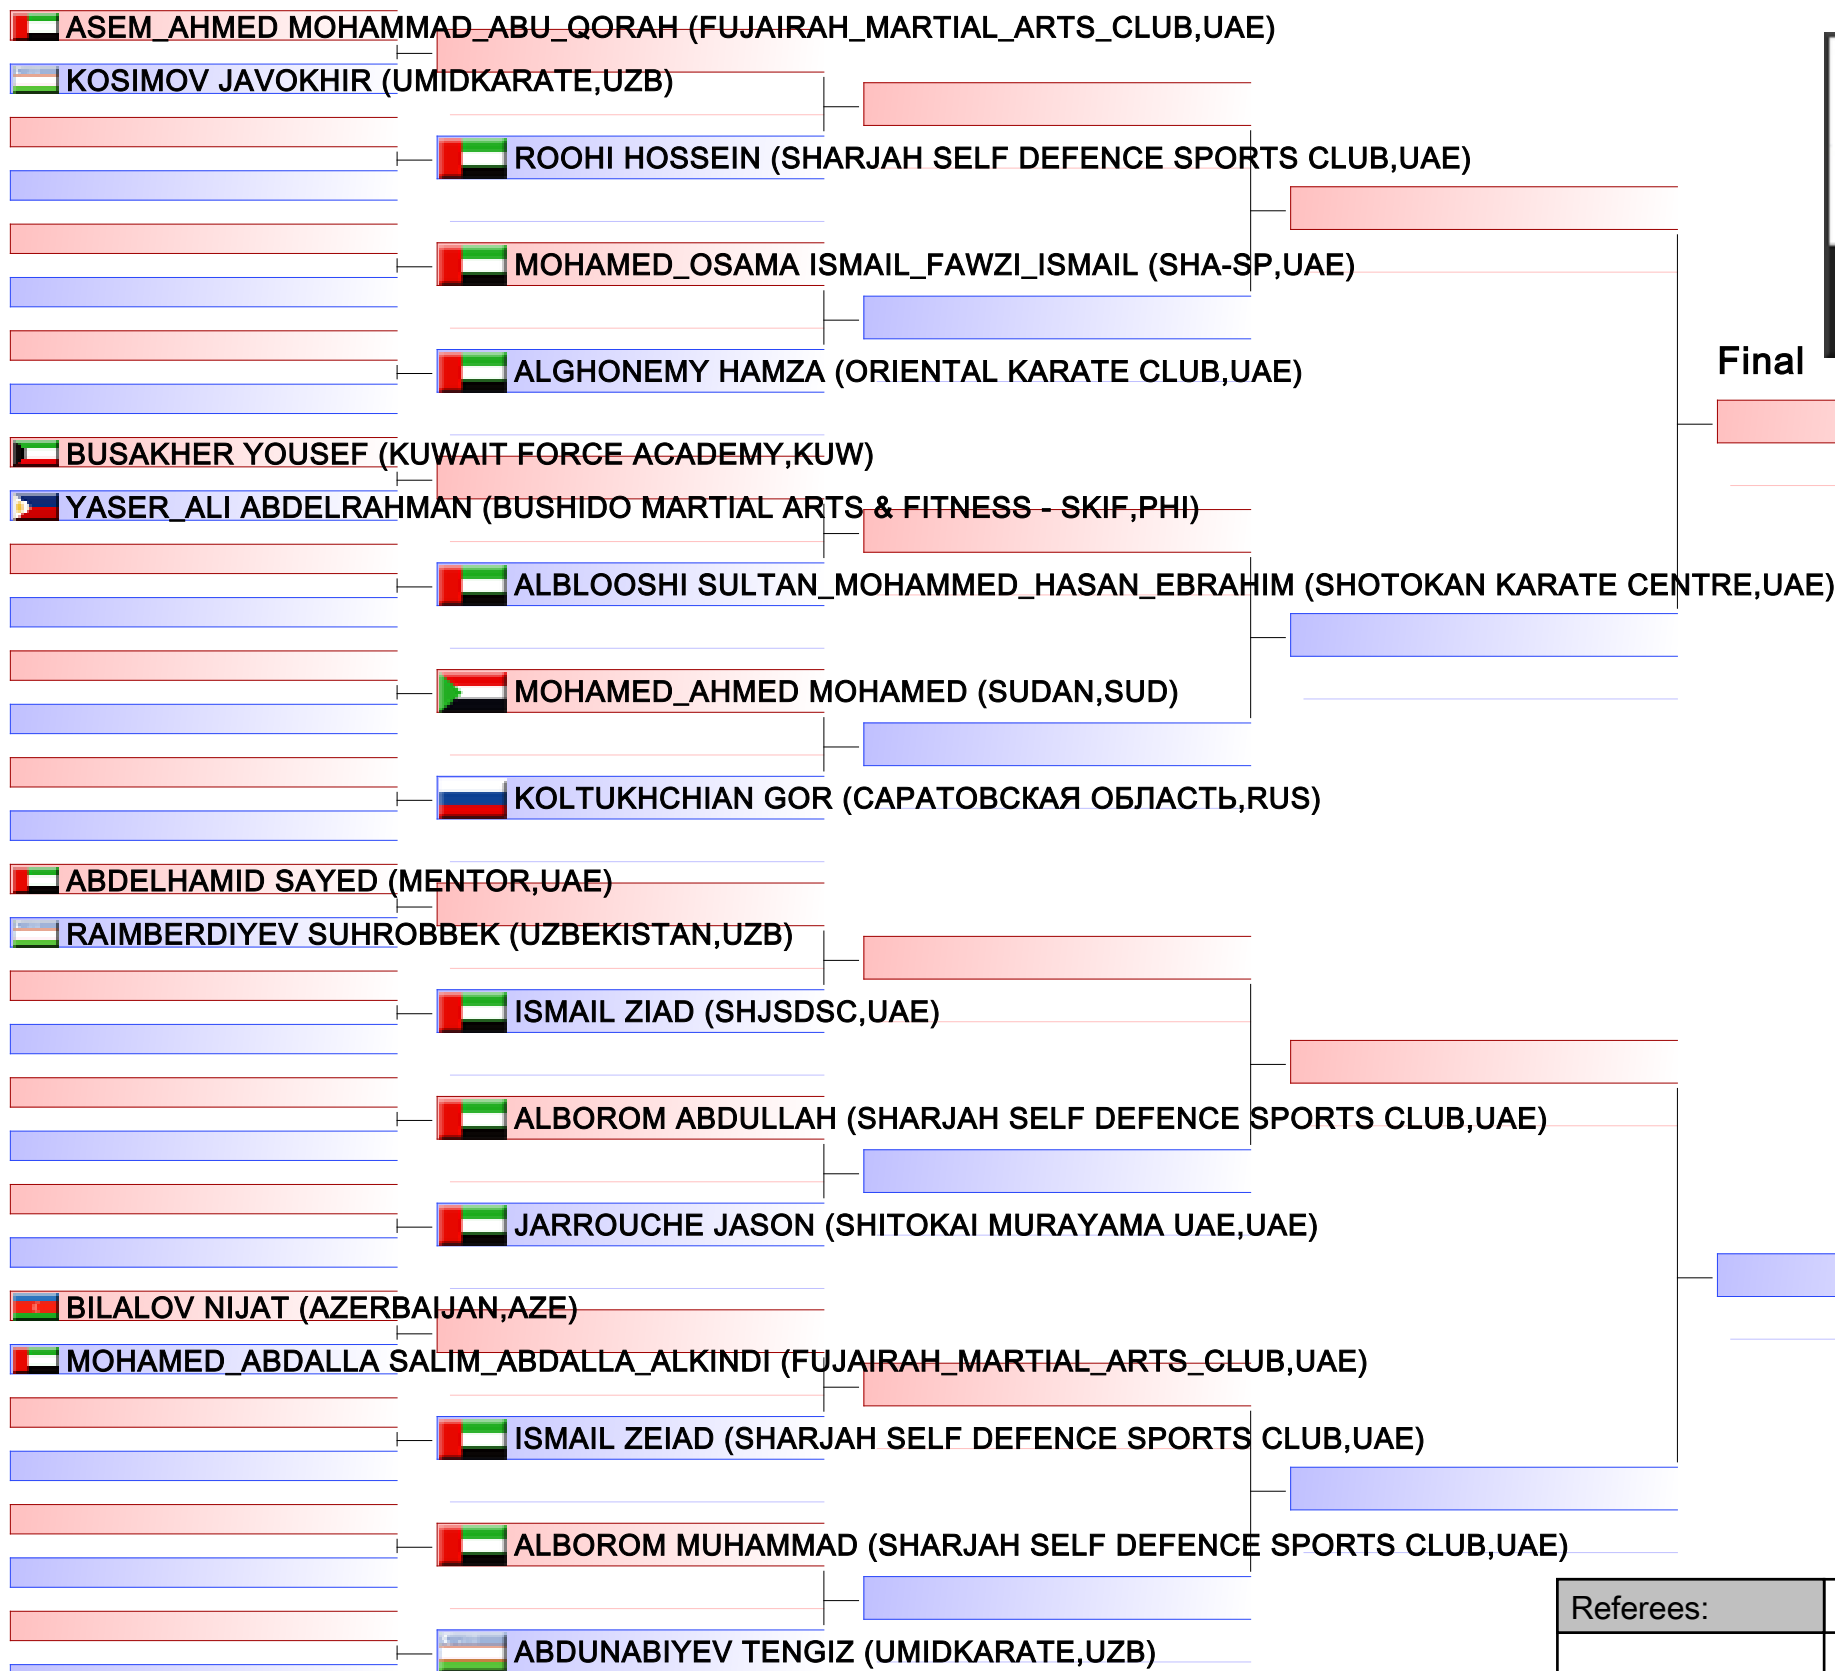 ASEM_AHMED MOHAMMAD_ABU_QORAH (FUJAIRAH_MARTIAL_ARTS_CLUB,UAE)
KOSIMOV JAVOKHIR (UMIDKARATE,UZB)
ROOHI HOSSEIN (SHARJAH SELF DEFENCE SPORTS CLUB,UAE)
MOHAMED_OSAMA ISMAIL_FAWZI_ISMAIL (SHA-SP,UAE)
Final
ALGHONEMY HAMZA (ORIENTAL KARATE CLUB,UAE)
BUSAKHER YOUSEF (KUWAIT FORCE ACADEMY,KUW)
YASER_ALI ABDELRAHMAN (BUSHIDO MARTIAL ARTS & FITNESS - SKIF,PHI)
ALBLOOSHI SULTAN_MOHAMMED_HASAN_EBRAHIM (SHOTOKAN KARATE CENTRE,UAE)
MOHAMED_AHMED MOHAMED (SUDAN,SUD)
KOLTUKHCHIAN GOR (САРАТОВСКАЯ ОБЛАСТЬ,RUS)
ABDELHAMID SAYED (MENTOR,UAE)
RAIMBERDIYEV SUHROBBEK (UZBEKISTAN,UZB)
ISMAIL ZIAD (SHJSDSC,UAE)
ALBOROM ABDULLAH (SHARJAH SELF DEFENCE SPORTS CLUB,UAE)
JARROUCHE JASON (SHITOKAI MURAYAMA UAE,UAE)
BILALOV NIJAT (AZERBAIJAN,AZE)
MOHAMED_ABDALLA SALIM_ABDALLA_ALKINDI (FUJAIRAH_MARTIAL_ARTS_CLUB,UAE)
ISMAIL ZEIAD (SHARJAH SELF DEFENCE SPORTS CLUB,UAE)
ALBOROM MUHAMMAD (SHARJAH SELF DEFENCE SPORTS CLUB,UAE)
Referees:
ABDUNABIYEV TENGIZ (UMIDKARATE,UZB)